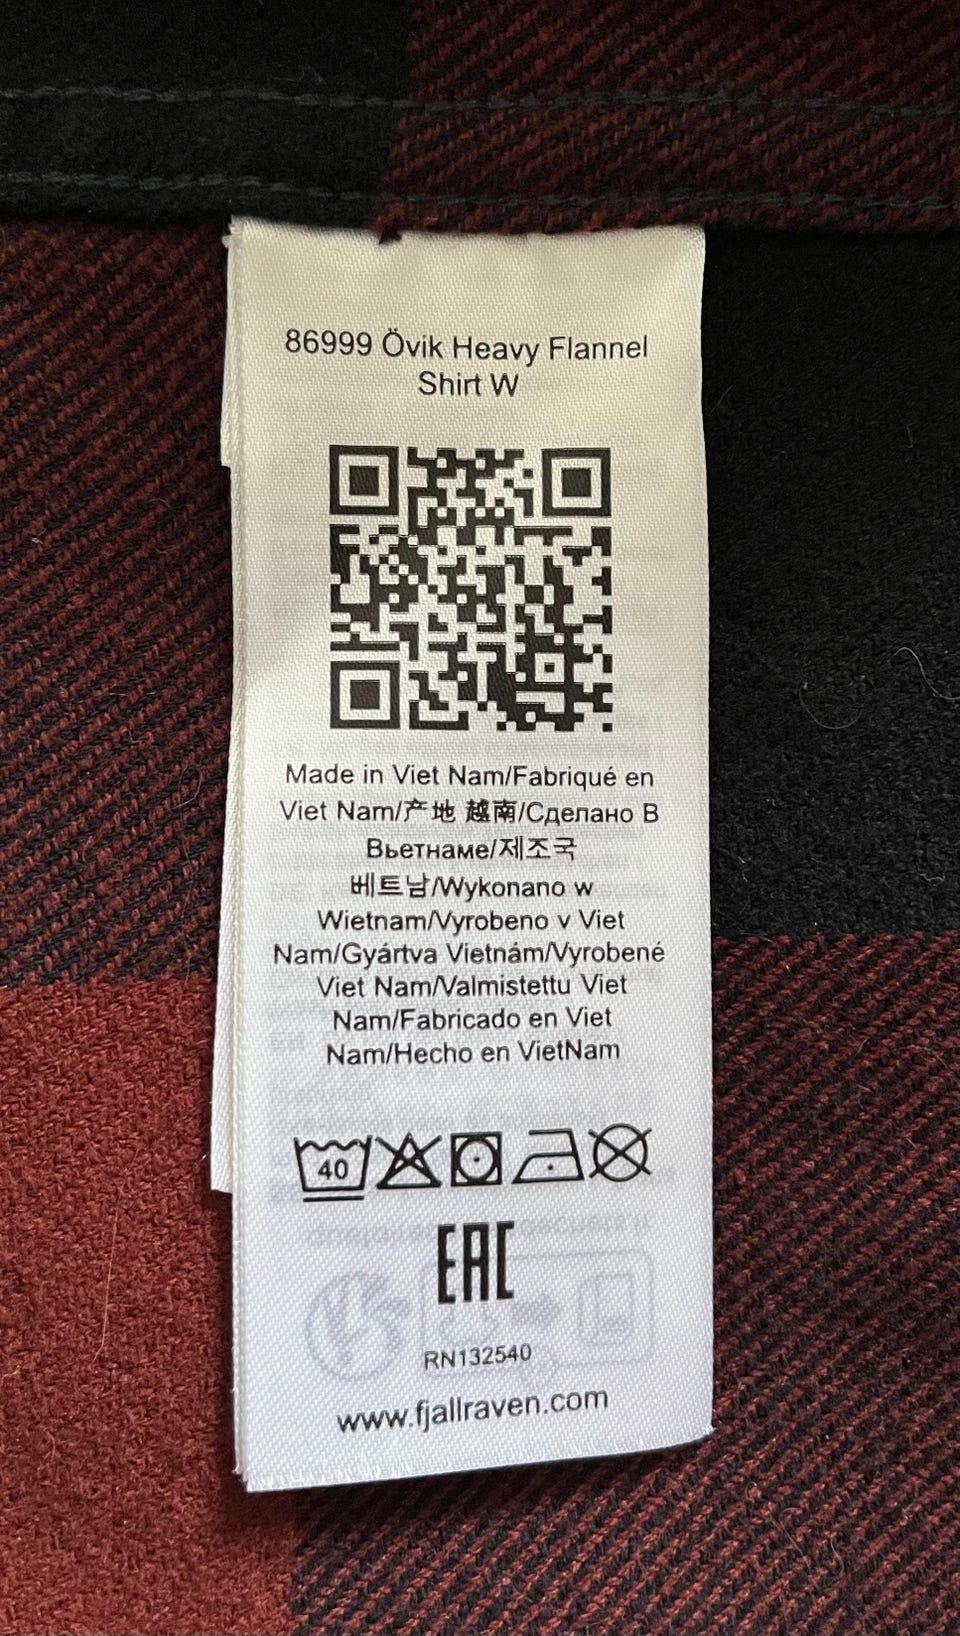 86999 Övik Heavy Flannel
Shirt W
Made in Viet Nam/Fabriqué en
Viet Nam/产地 越南/Сделано В
Вьетнаме/제조국
베트남/Wykonano w
Wietnam/Vyrobeno v Viet
Nam/Gyártva Vietnám/Vyrobené
Viet Nam/Valmistettu Viet
Nam/Fabricado en Viet
Nam/Hecho en VietNam
40
EAC
RN132540
www.fjallraven.com